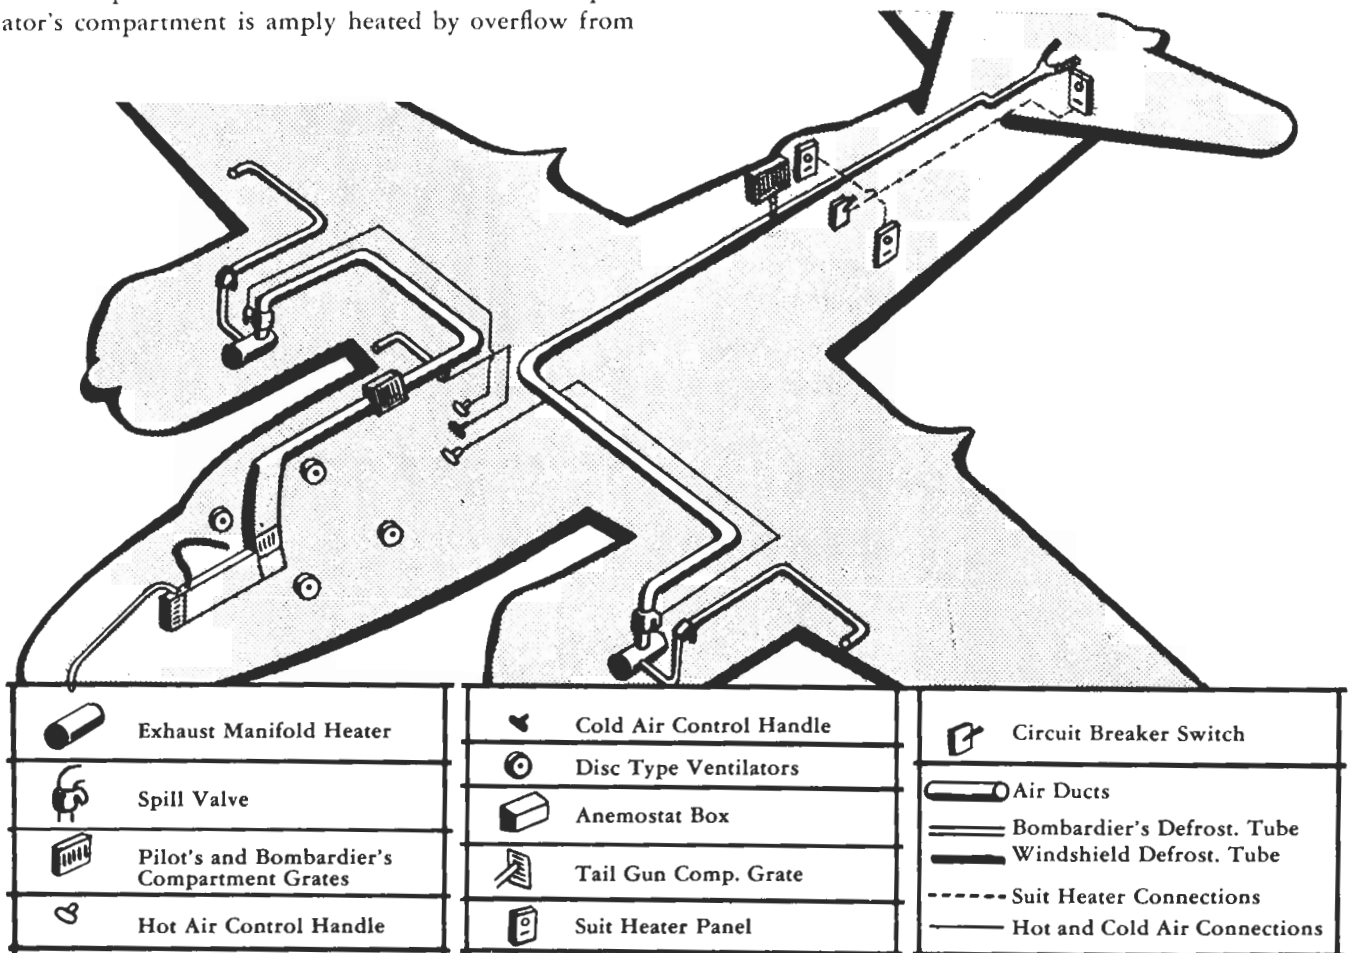 ator's compartment is amply heated by overflow from
Exhaust Manifold Heater
Spill Valve
Pilot's and Bombardier's
Compartment Grates
Hot Air Control Handle
Cold Air Control Handle
Disc Type Ventilators
Anemostat Box
Tail Gun Comp. Grate
Suit Heater Panel
Circuit Breaker Switch
Air Ducts
Bombardier's Defrost. Tube
Windshield Defrost. Tube
Suit Heater Connections
Hot and Cold Air Connections